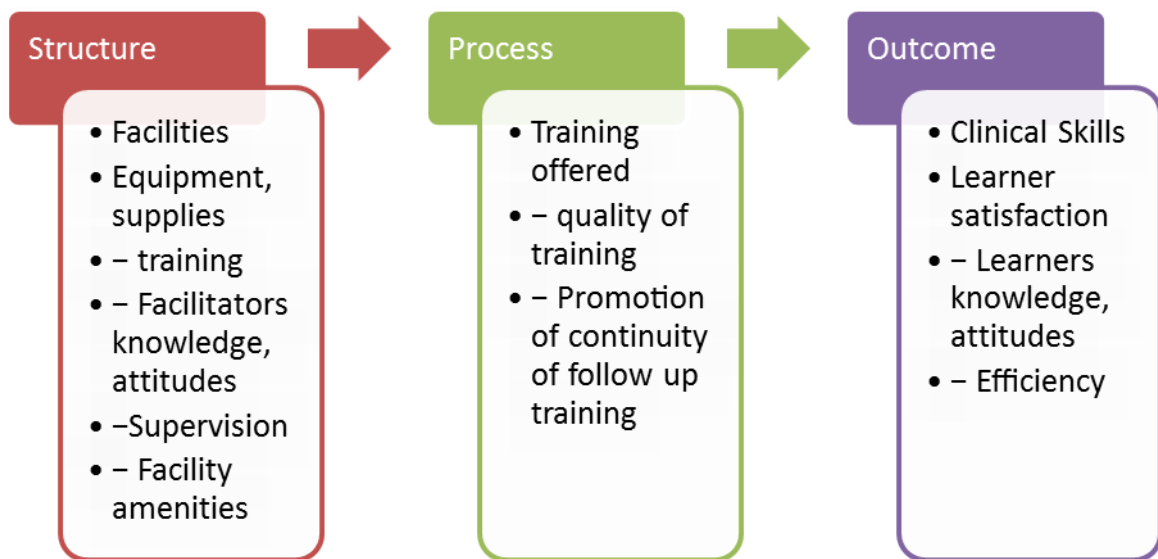 Structure
• Facilities
• Equipment,
supplies
• – training
• – Facilitators
knowledge,
attitudes
• –Supervision
• – Facility
amenities
Process
• Training
offered
• – quality of
training
• – Promotion
of continuity
of follow up
training
Outcome
• Clinical Skills
• Learner
satisfaction
• – Learners
knowledge,
attitudes
• – Efficiency